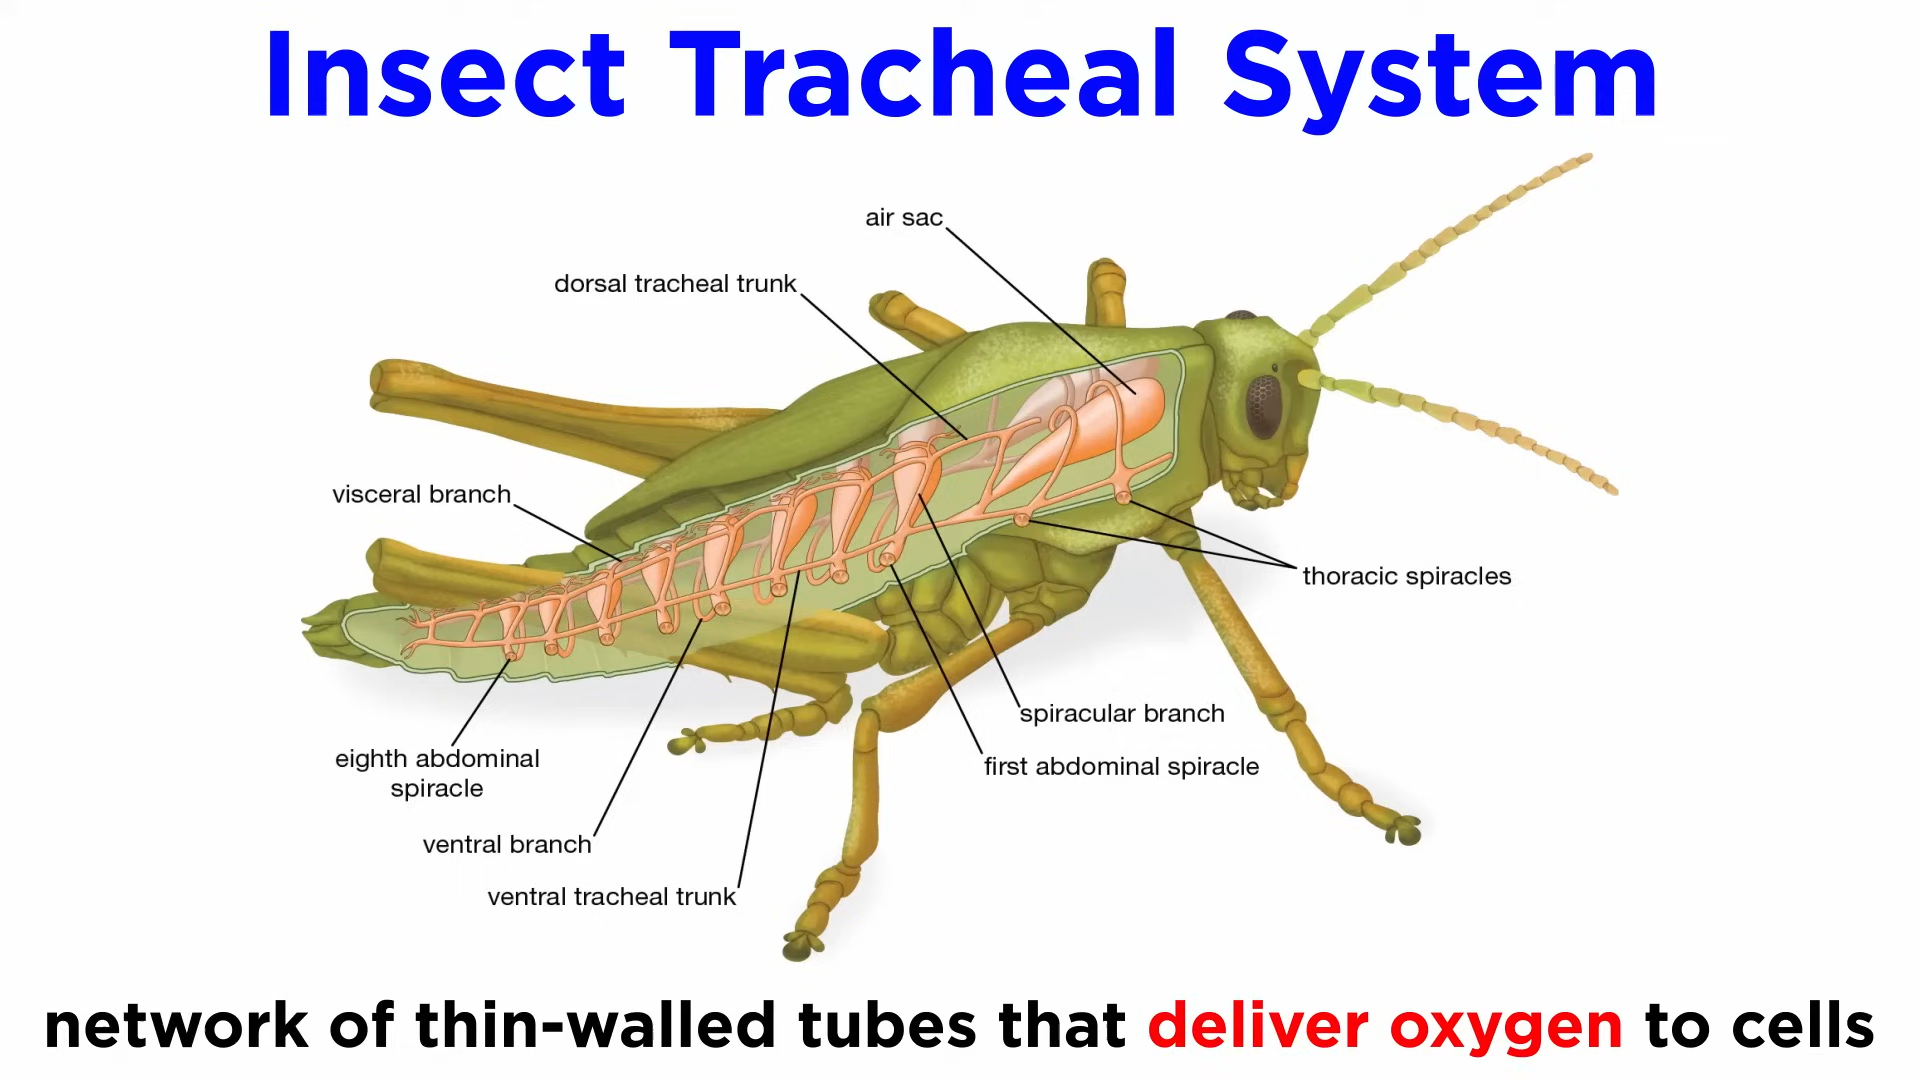 Insect Tracheal System
air sac
dorsal tracheal trunk
visceral branch
thoracic spiracles
spiracular branch
first abdominal spiracle
eighth abdominal
spiracle
ventral branch
ventral tracheal trunk
network of thin-walled tubes that deliver oxygen to cells